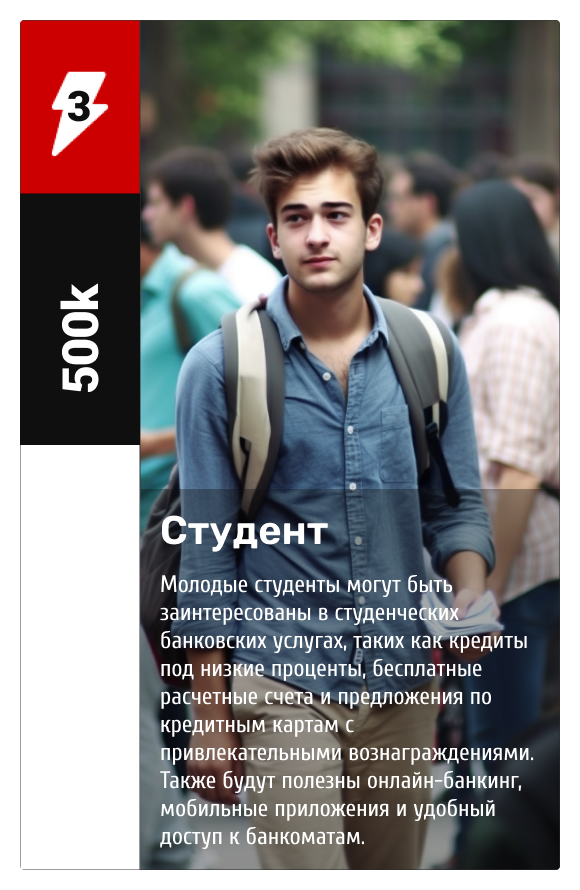 3
500k
Студент
Молодые студенты могут быть
заинтересованы в студенческих
банковских услугах, таких как кредиты
под низкие проценты, бесплатные
расчетные счета и предложения по
кредитным картам с
привлекательными вознаграждениями.
Также будут полезны онлайн-банкинг,
мобильные приложения и удобный
доступ к банкоматам.